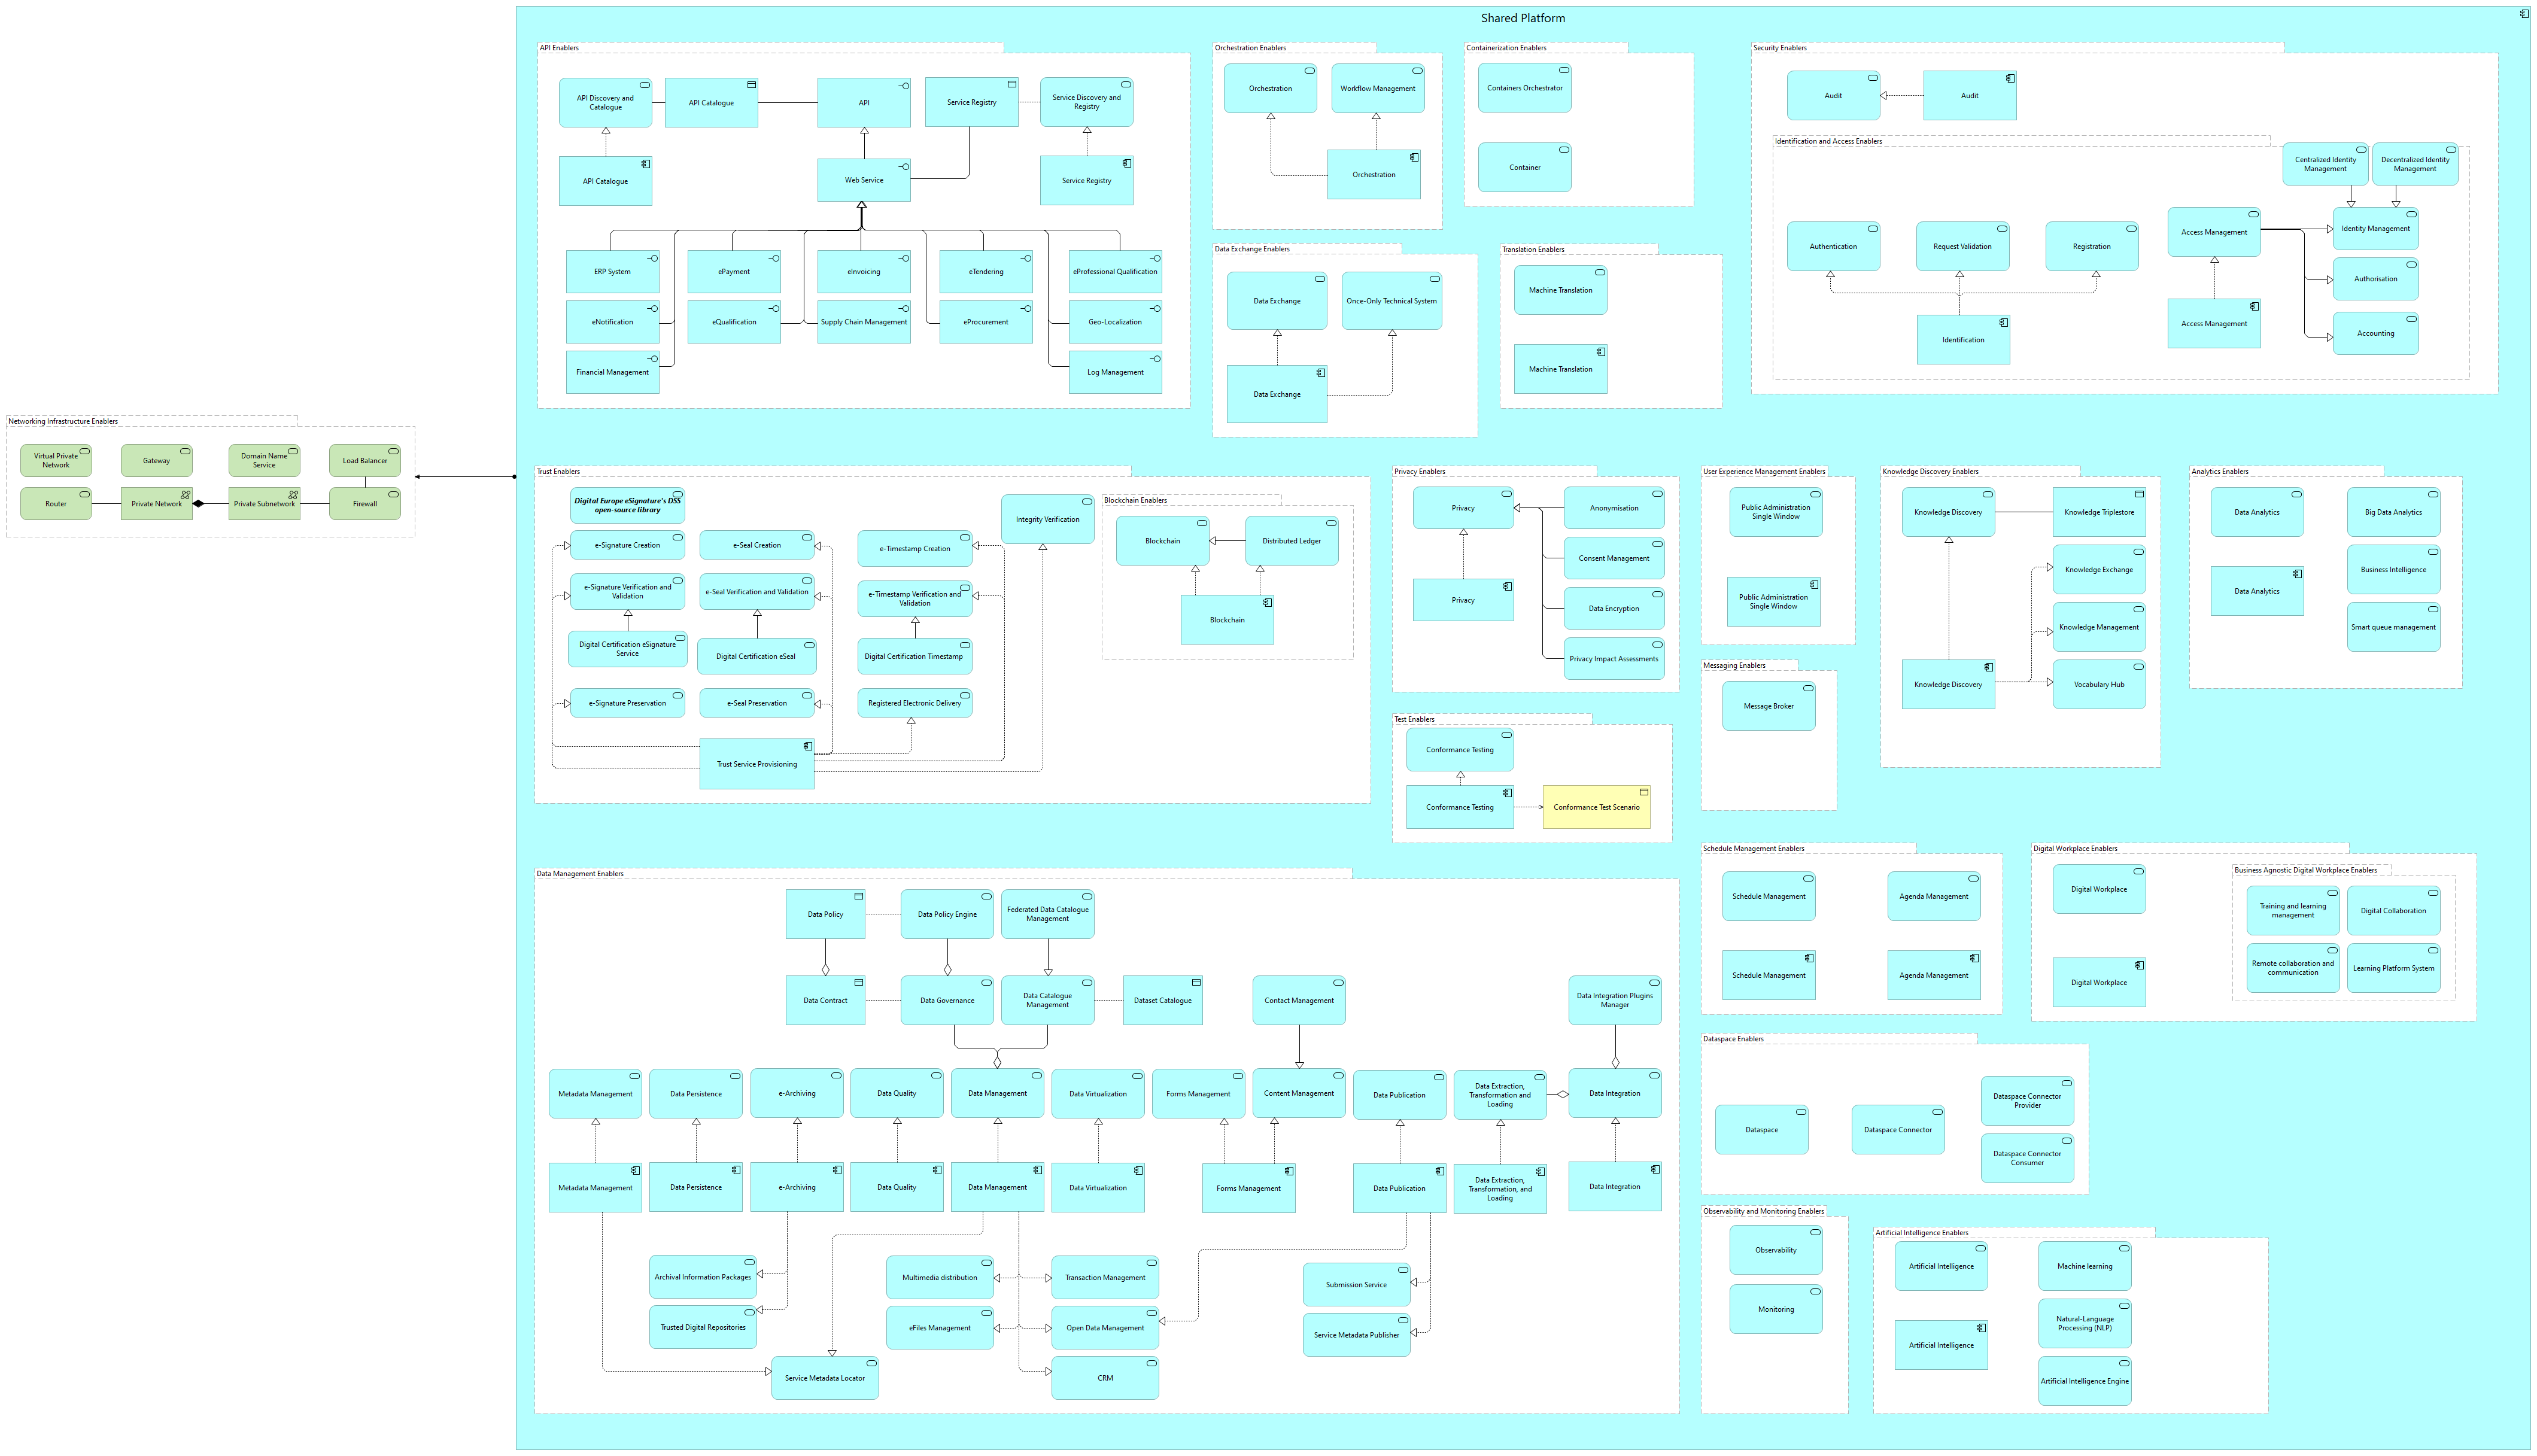 Shared Platform
API Enablers
API Discovery and
Catalogue
API Catalogue
API
Service Registry
Service Discovery and
Registry
API Catalogue
Web Service
Service Registry
ERP System
ePayment
eInvoicing
eTendering
eProfessional Qualification
eNotification
eQualification
Supply Chain Management
eProcurement
Geo-Localization
Financial Management
Log Management
Orchestration Enablers
Orchestration
Workflow Management
Orchestration
Containerization Enablers
Containers Orchestrator
Container
Data Exchange Enablers
Data Exchange
Once-Only Technical System
Data Exchange
Translation Enablers
Machine Translation
Machine Translation
Security Enablers
Audit
Audit
Identification and Access Enablers
Centralized Identity
Management
Decentralized Identity
Management
Authentication
Request Validation
Registration
Access Management
Identity Management
Authorisation
Accounting
Identification
Access Management
Networking Infrastructure Enablers
Virtual Private
Network
Gateway
Domain Name
Service
Load Balancer
Router
Private Network
Private Subnetwork
Firewall
Trust Enablers
Digital Europe eSignature's DSS
open-source library
Integrity Verification
e-Signature Creation
e-Seal Creation
e-Timestamp Creation
e-Signature Verification and
Validation
e-Seal Verification and Validation
e-Timestamp Verification and
Validation
Digital Certification eSignature
Service
Digital Certification eSeal
Digital Certification Timestamp
e-Signature Preservation
e-Seal Preservation
Registered Electronic Delivery
Trust Service Provisioning
Blockchain Enablers
Blockchain
Distributed Ledger
Blockchain
Privacy Enablers
Privacy
Anonymisation
Consent Management
Privacy
Data Encryption
Privacy Impact Assessments
Test Enablers
Conformance Testing
Conformance Testing
Conformance Test Scenario
User Experience Management Enablers
Public Administration
Single Window
Public Administration
Single Window
Messaging Enablers
Message Broker
Knowledge Discovery Enablers
Knowledge Discovery
Knowledge Triplestore
Knowledge Exchange
Knowledge Management
Knowledge Discovery
Vocabulary Hub
Analytics Enablers
Data Analytics
Big Data Analytics
Business Intelligence
Data Analytics
Smart queue management
Data Management Enablers
Data Policy
Data Policy Engine
Federated Data Catalogue
Management
Data Contract
Data Governance
Data Catalogue
Management
Dataset Catalogue
Contact Management
Data Integration Plugins
Manager
Metadata Management
Data Persistence
e-Archiving
Data Quality
Data Management
Data Virtualization
Forms Management
Content Management
Data Publication
Data Extraction,
Transformation and
Loading
Data Integration
Metadata Management
Data Persistence
e-Archiving
Data Quality
Data Management
Data Virtualization
Forms Management
Data Publication
Data Extraction,
Transformation, and
Loading
Data Integration
Archival Information Packages
Multimedia distribution
Transaction Management
Submission Service
Trusted Digital Repositories
eFiles Management
Open Data Management
Service Metadata Publisher
Service Metadata Locator
CRM
Schedule Management Enablers
Schedule Management
Agenda Management
Schedule Management
Agenda Management
Digital Workplace Enablers
Digital Workplace
Digital Workplace
Business Agnostic Digital Workplace Enablers
Training and learning
management
Digital Collaboration
Remote collaboration and
communication
Learning Platform System
Dataspace Enablers
Dataspace
Dataspace Connector
Dataspace Connector
Provider
Dataspace Connector
Consumer
Observability and Monitoring Enablers
Observability
Monitoring
Artificial Intelligence Enablers
Artificial Intelligence
Machine learning
Natural-Language
Processing (NLP)
Artificial Intelligence
Artificial Intelligence Engine